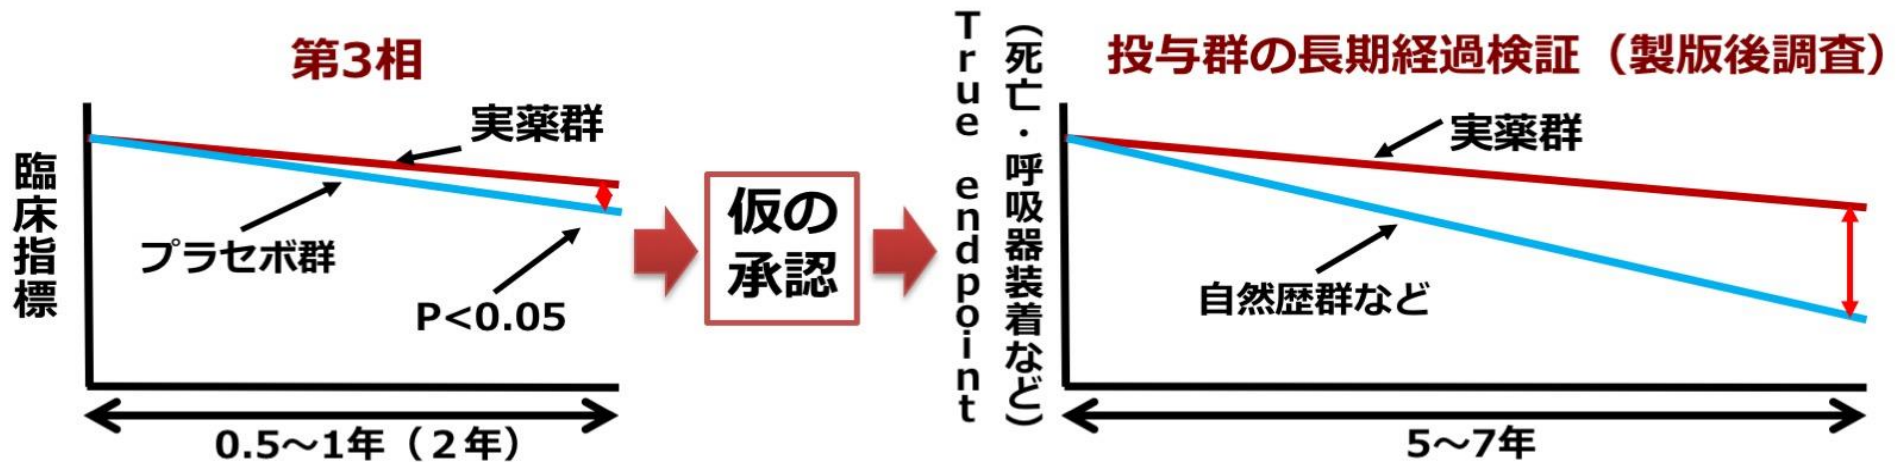 第3相
臨床指標
実薬群
プラセボ群
P<0.05
0.5～1年（２年）
仮の
承認
True endpoint
（死亡・呼吸器装着など）
投与群の長期経過検証（製版後調査）
実薬群
自然歴群など
5～7年